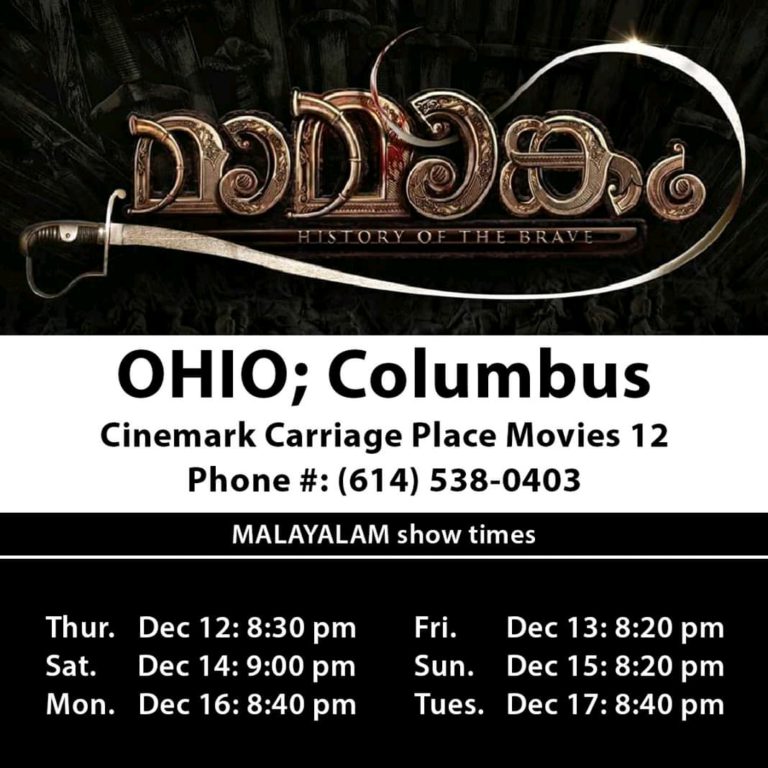 മാമാങ്കം
HISTORY OF THE BRAVE
OHIO; Columbus
Cinemark Carriage Place Movies 12
Phone #: (614) 538-0403
MALAYALAM show times
Thur. Dec 12: 8:30 pm
Fri. Dec 13: 8:20 pm
Sat. Dec 14: 9:00 pm
Sun. Dec 15: 8:20 pm
Mon. Dec 16: 8:40 pm
Tues. Dec 17: 8:40 pm